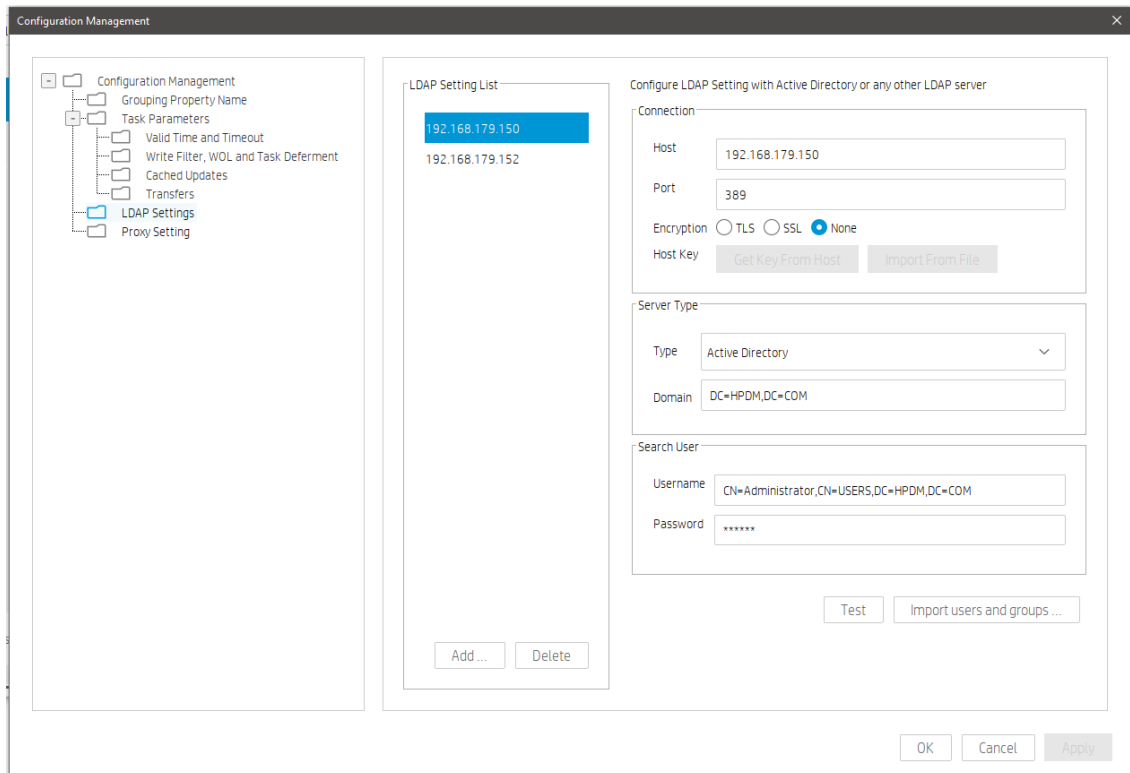 Configuration Management
Configuration Management
Grouping Property Name
Task Parameters
Valid Time and Timeout
Write Filter, WOL and Task Deferment
Cached Updates
Transfers
LDAP Settings
Proxy Setting
LDAP Setting List
192.168.179.150
192.168.179.152
Add ... Delete
Configure LDAP Setting with Active Directory or any other LDAP server
Connection
Host 192.168.179.150
Port 389
Encryption TLS SSL None
Host Key Get Key From Host Import From File
Server Type
Type Active Directory
Domain DC=HPDM,DC=COM
Search User
Username CN=Administrator,CN=USERS,DC=HPDM,DC=COM
Password ******
Test Import users and groups ...
OK Cancel Apply